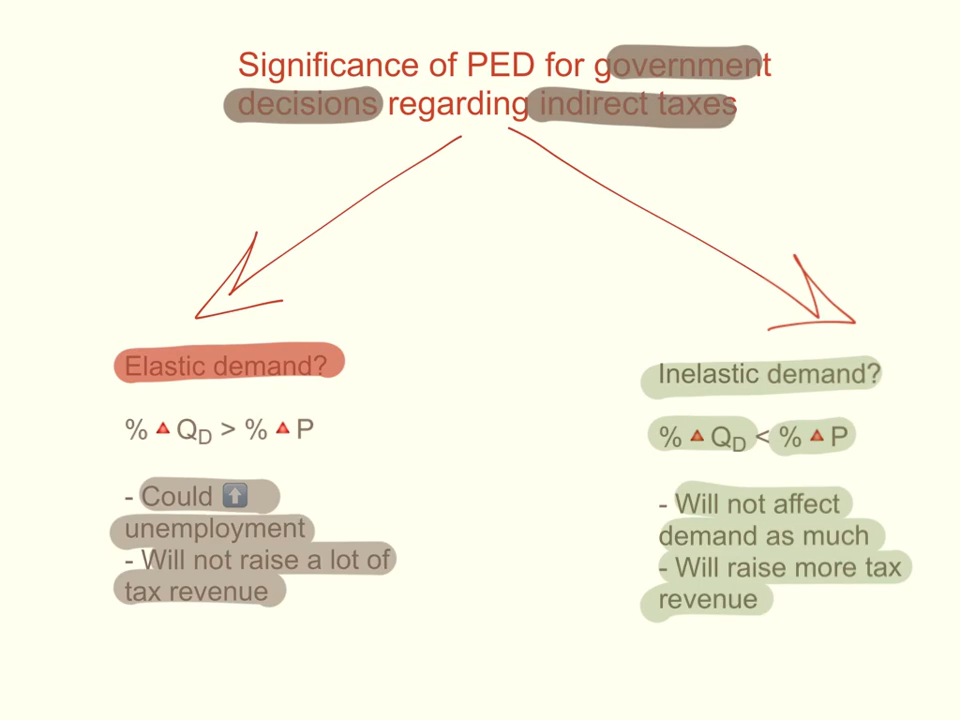 Significance of PED for government
decisions regarding indirect taxes
Elastic demand?
% 🔺 QD > % 🔺 P
- Could ⬆️
unemployment
- Will not raise a lot of
tax revenue
Inelastic demand?
% 🔺 QD < % 🔺 P
- Will not affect
demand as much
- Will raise more tax
revenue